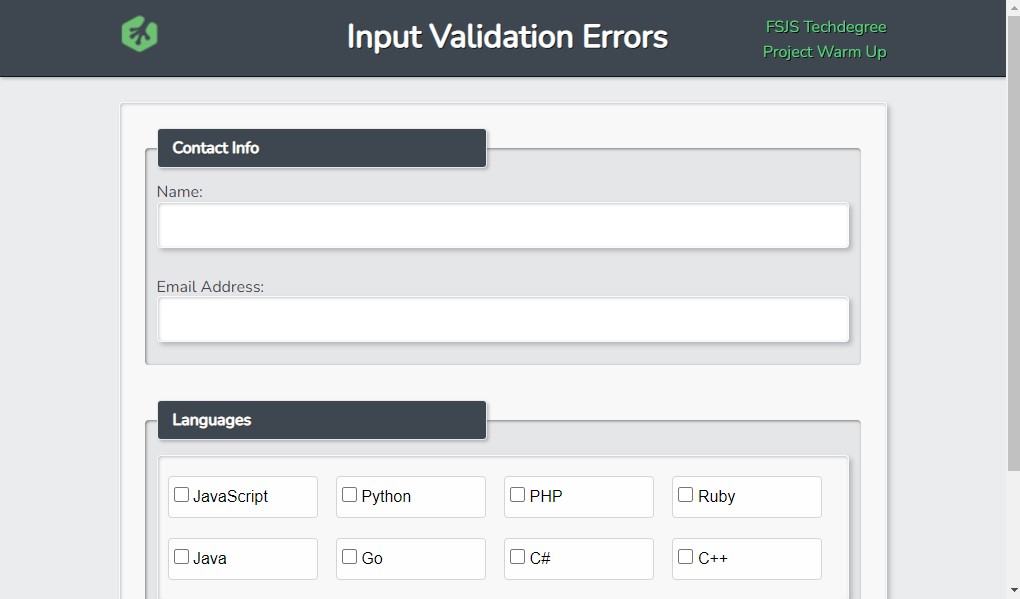 Input Validation Errors
FSJS Techdegree
Project Warm Up
Contact Info
Name:
Email Address:
Languages
JavaScript Python PHP Ruby
Java Go C# C++